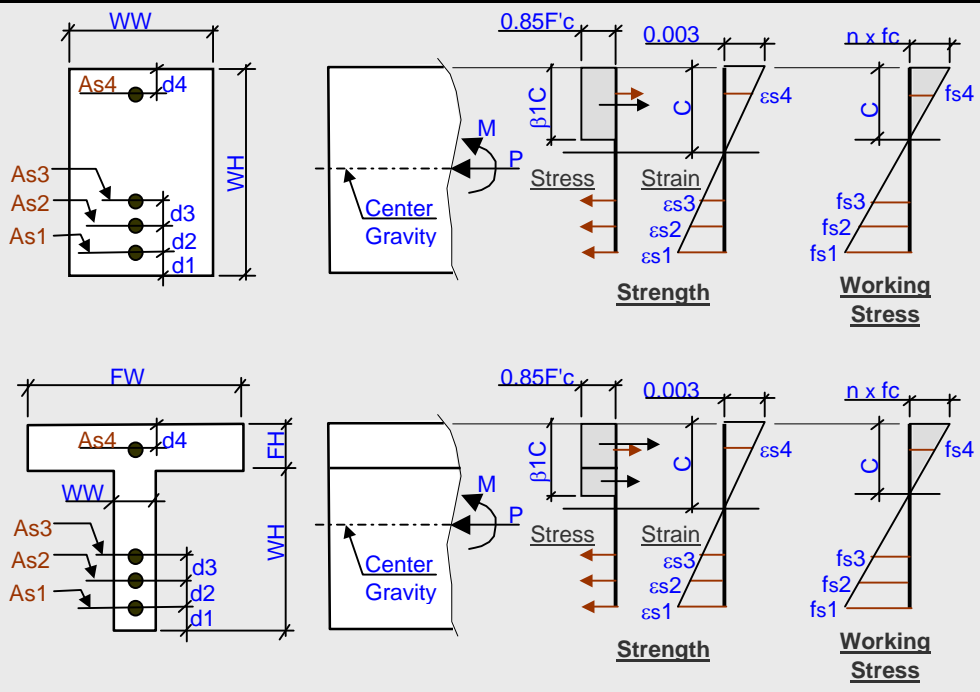 WW
0.85F'c
0.003
n x fc
As4
d4
β1C
C
εs4
C
fs4
WH
M
P
As3
As2
As1
d3
d2
d1
Center
Gravity
Stress
Strain
εs3
εs2
εs1
fs3
fs2
fs1
Strength
Working
Stress
FW
0.85F'c
0.003
n x fc
As4
d4
FH
β1C
C
εs4
C
fs4
WW
WH
M
P
As3
As2
As1
d3
d2
d1
Center
Gravity
Stress
Strain
εs3
εs2
εs1
fs3
fs2
fs1
Strength
Working
Stress